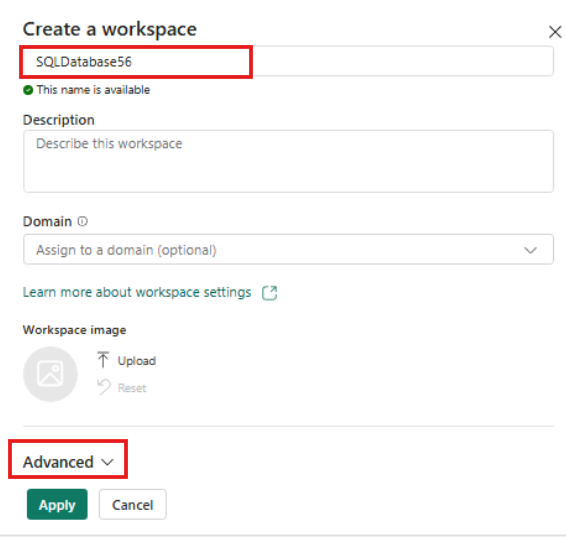 Create a workspace
SQLDatabase56
This name is available
Description
Describe this workspace
Domain
Assign to a domain (optional)
Learn more about workspace settings
Workspace image
Upload
Reset
Advanced
Apply Cancel